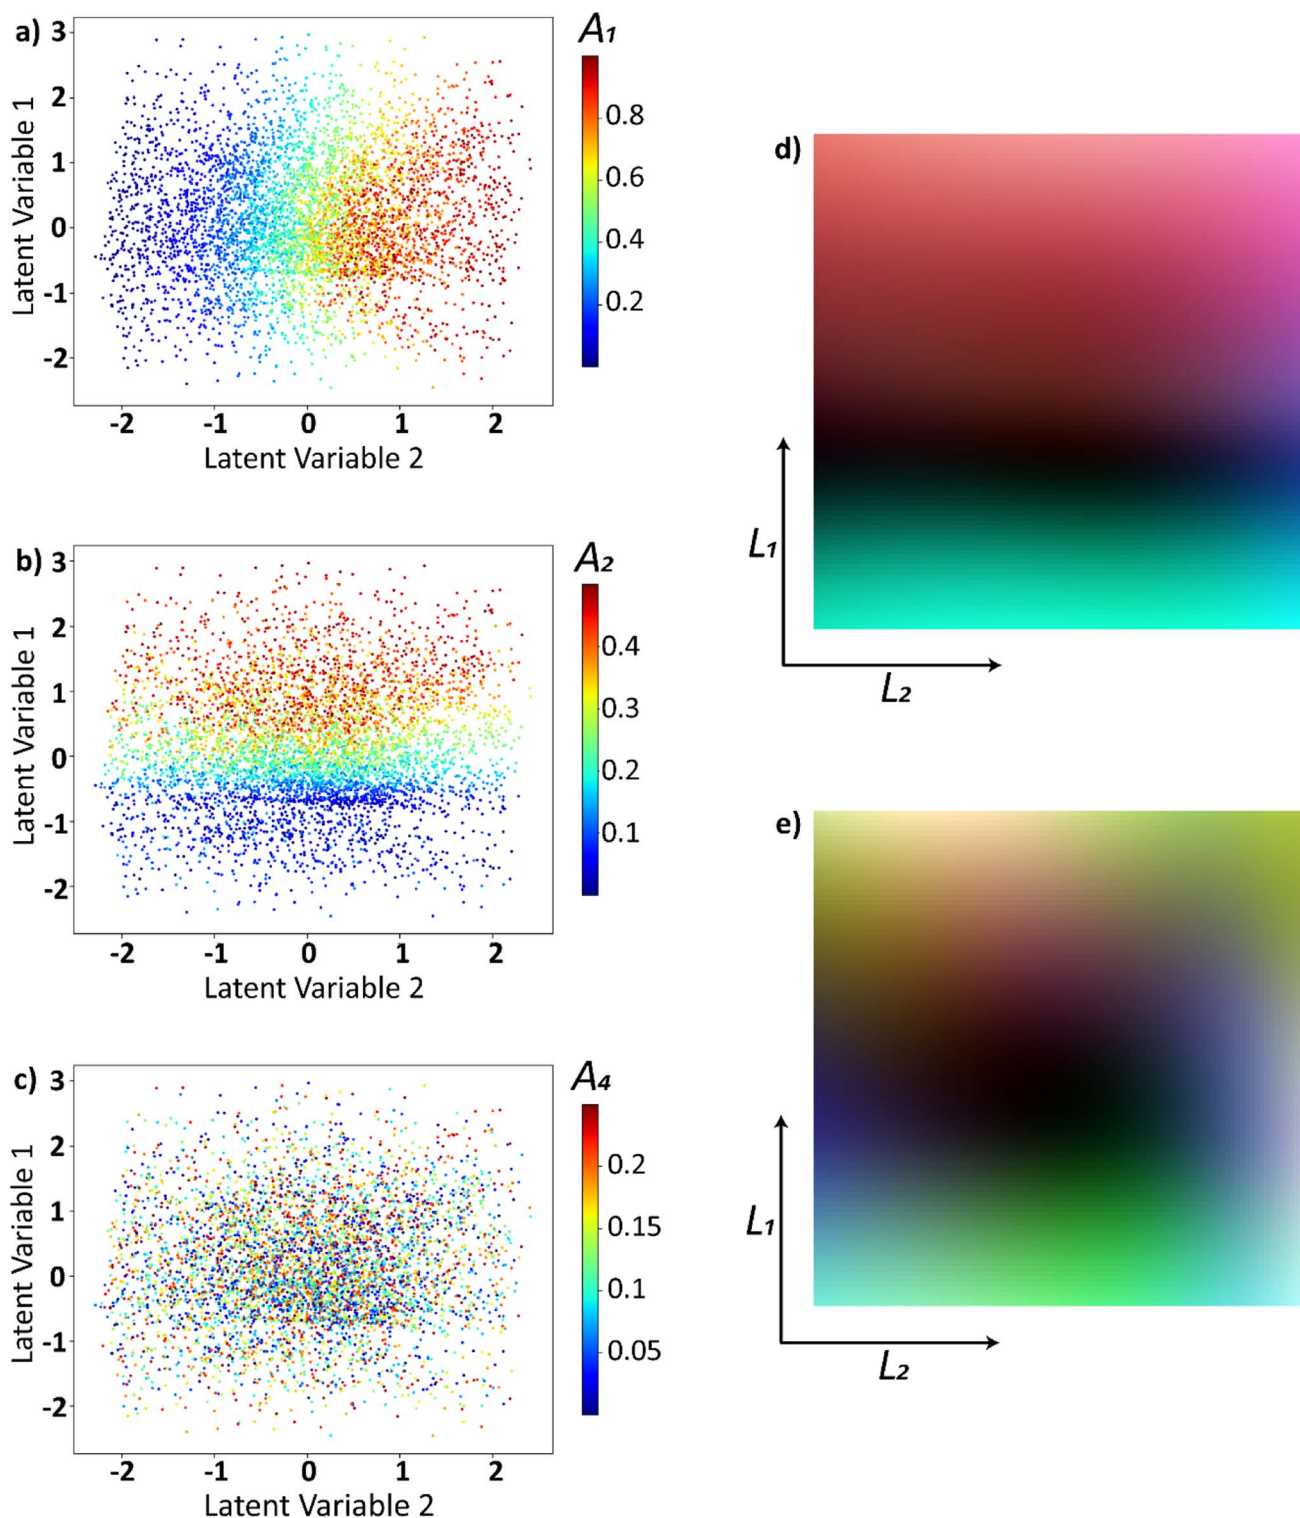 a)
A₁
3
2
1
0
-1
-2
Latent Variable 1
-2 -1 0 1 2
Latent Variable 2
0.8
0.6
0.4
0.2
b)
A₂
3
2
1
0
-1
-2
Latent Variable 1
-2 -1 0 1 2
Latent Variable 2
0.4
0.3
0.2
0.1
c)
A₄
3
2
1
0
-1
-2
Latent Variable 1
-2 -1 0 1 2
Latent Variable 2
0.2
0.15
0.1
0.05
d)
L₁
L₂
e)
L₁
L₂